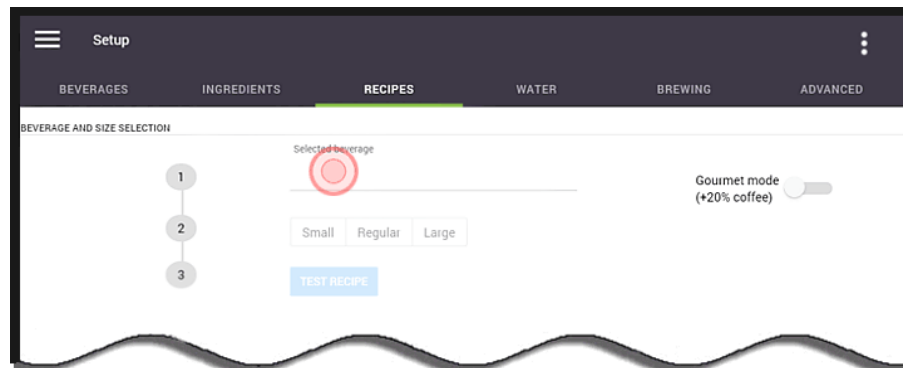 Setup
BEVERAGES INGREDIENTS RECIPES WATER BREWING ADVANCED
BEVERAGE AND SIZE SELECTION
Selected beverage
1
Gourmet mode
(+20% coffee)
2 Small Regular Large
3 TEST RECIPE